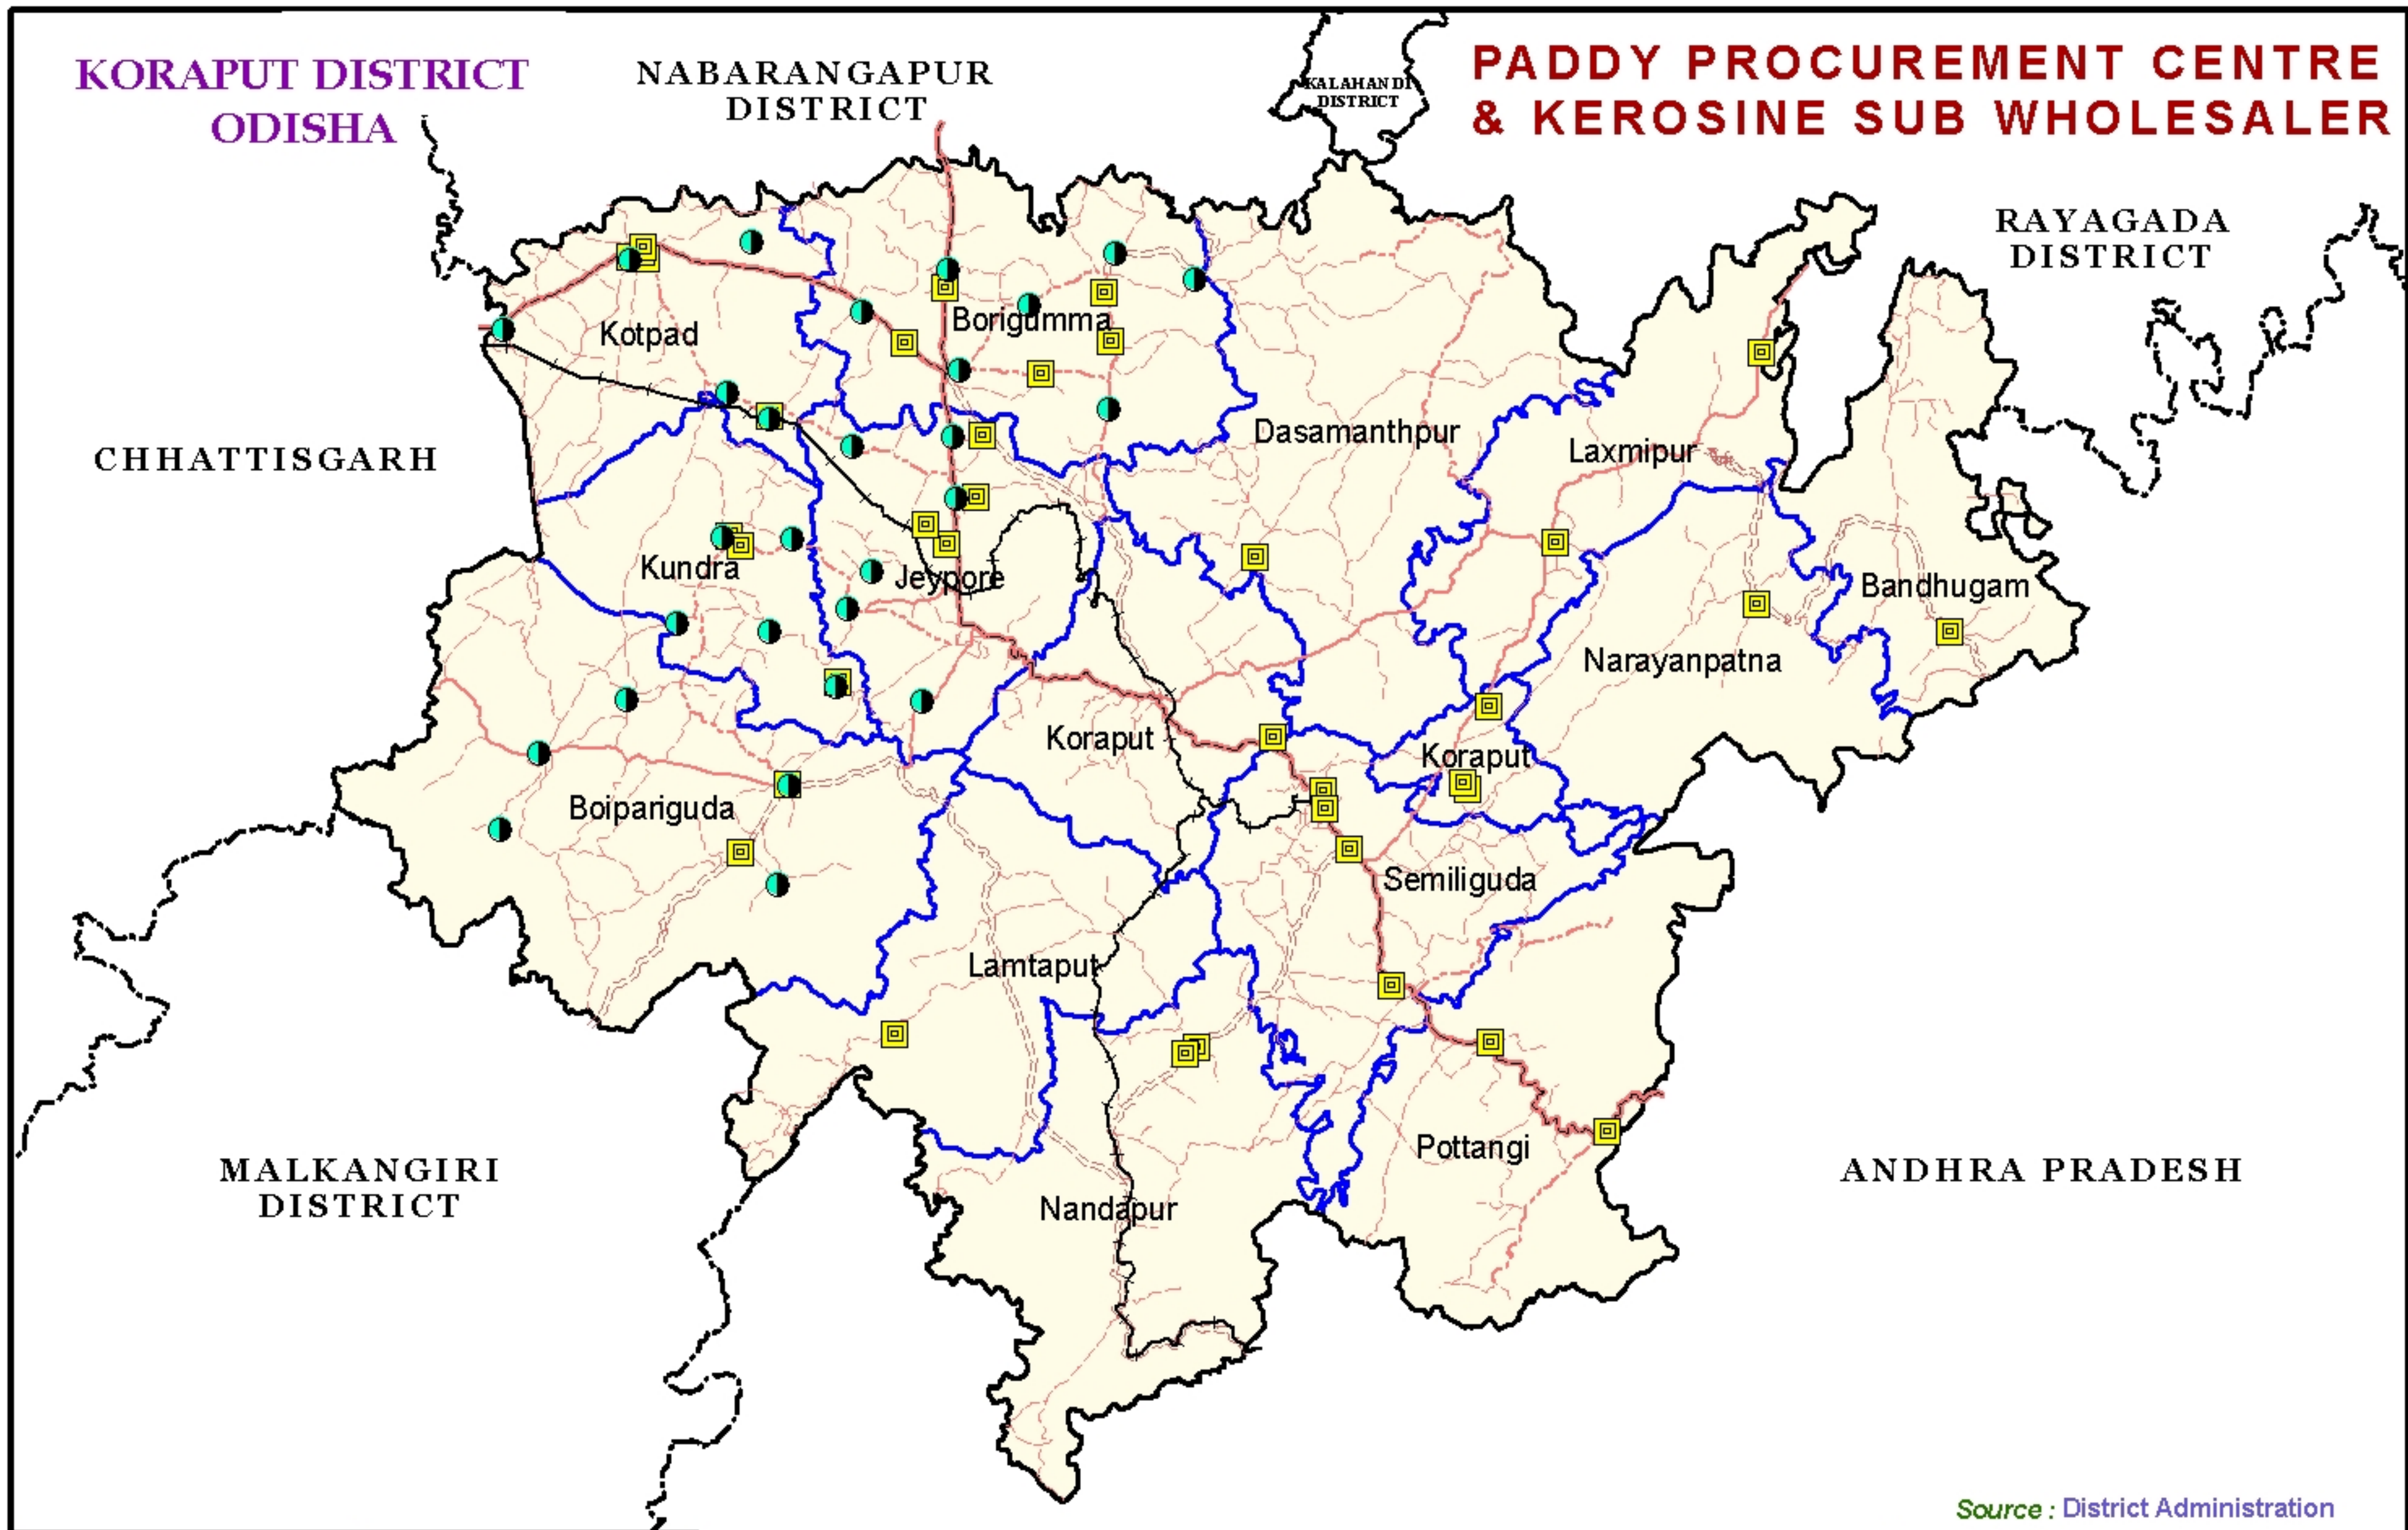 KORAPUT DISTRICT
ODISHA
NABARANGAPUR
DISTRICT
KALAHANDI
DISTRICT
PADDY PROCUREMENT CENTRE
& KEROSINE SUB WHOLESALER
RAYAGADA
DISTRICT
Kotpad
Borigumma
CHHATTISGARH
Dasamanthpur
Laxmipur
Kundra
Jeypore
Bandhugam
Narayanpatna
Koraput
Koraput
Boipariguda
Semiliguda
Lamtaput
MALKANGIRI
DISTRICT
Pottangi
ANDHRA PRADESH
Nandapur
Source : District Administration